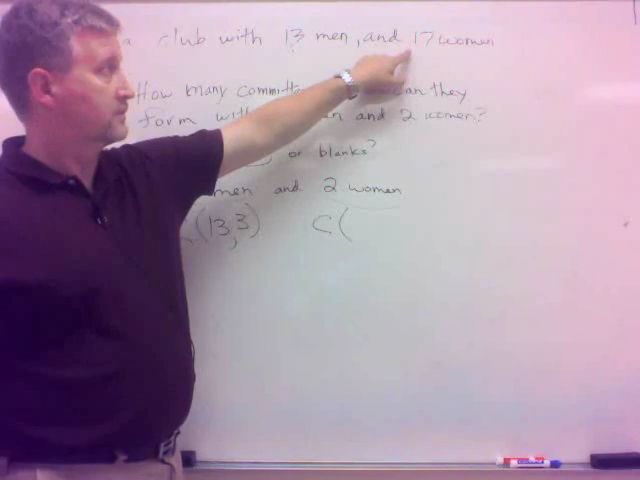 a club with 13 men, and 17 women
How many can they
form with and 2 women?
or blanks?
men and 2 women
(13,3) C(